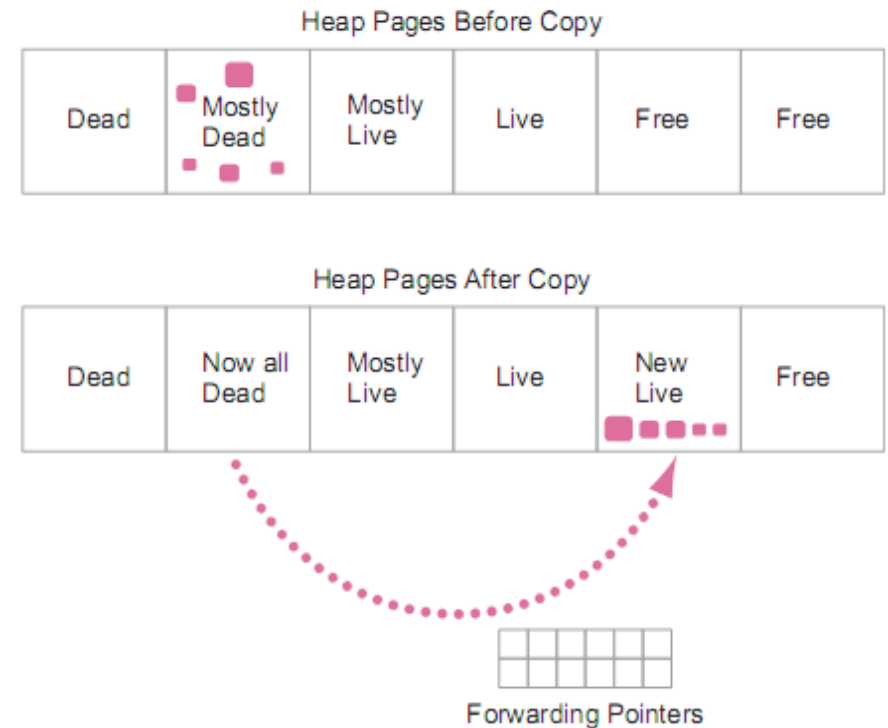 Heap Pages Before Copy
Dead
Mostly
Dead
Mostly
Live
Live
Free
Free
Heap Pages After Copy
Dead
Now all
Dead
Mostly
Live
Live
New
Live
Free
Forwarding Pointers